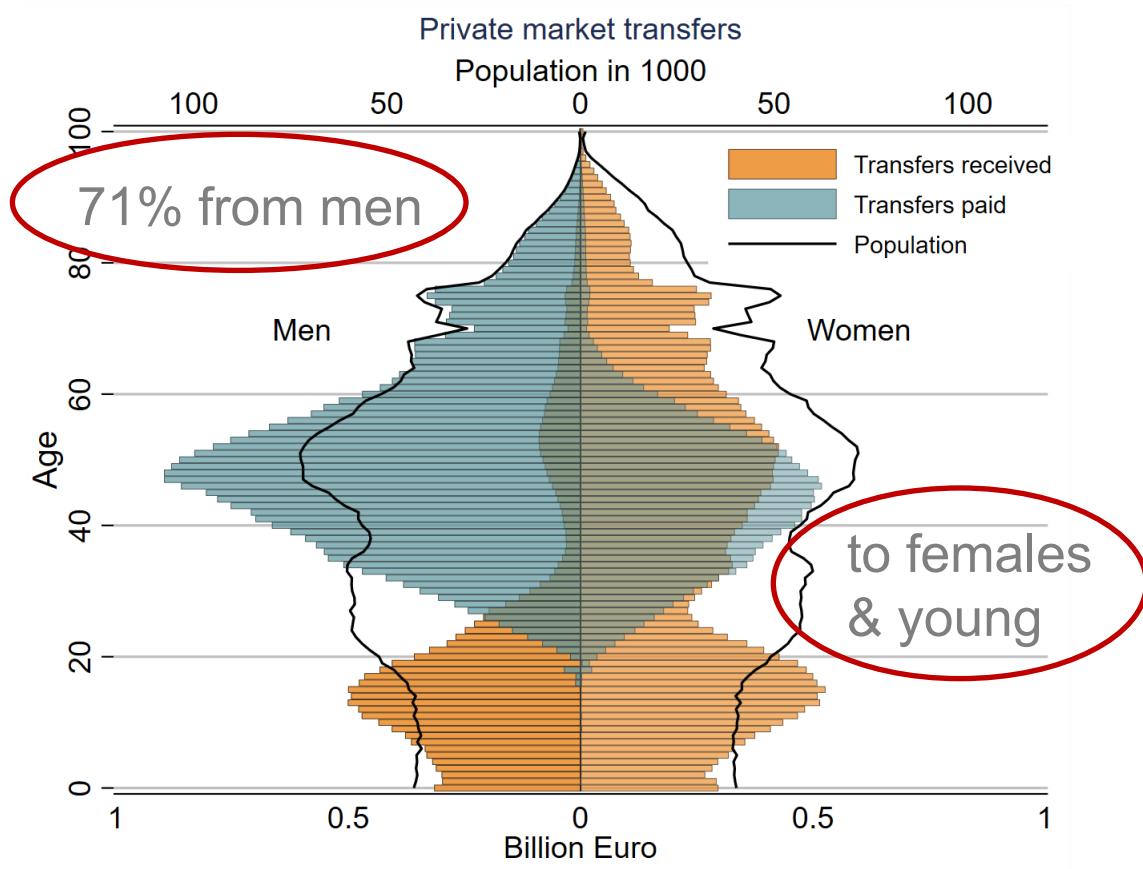 Private market transfers
Population in 1000
100 50 0 50 100
100
80
60
40
20
0
Age
71% from men
Transfers received
Transfers paid
Population
Men
Women
to females
& young
1 0.5 0 0.5 1
Billion Euro